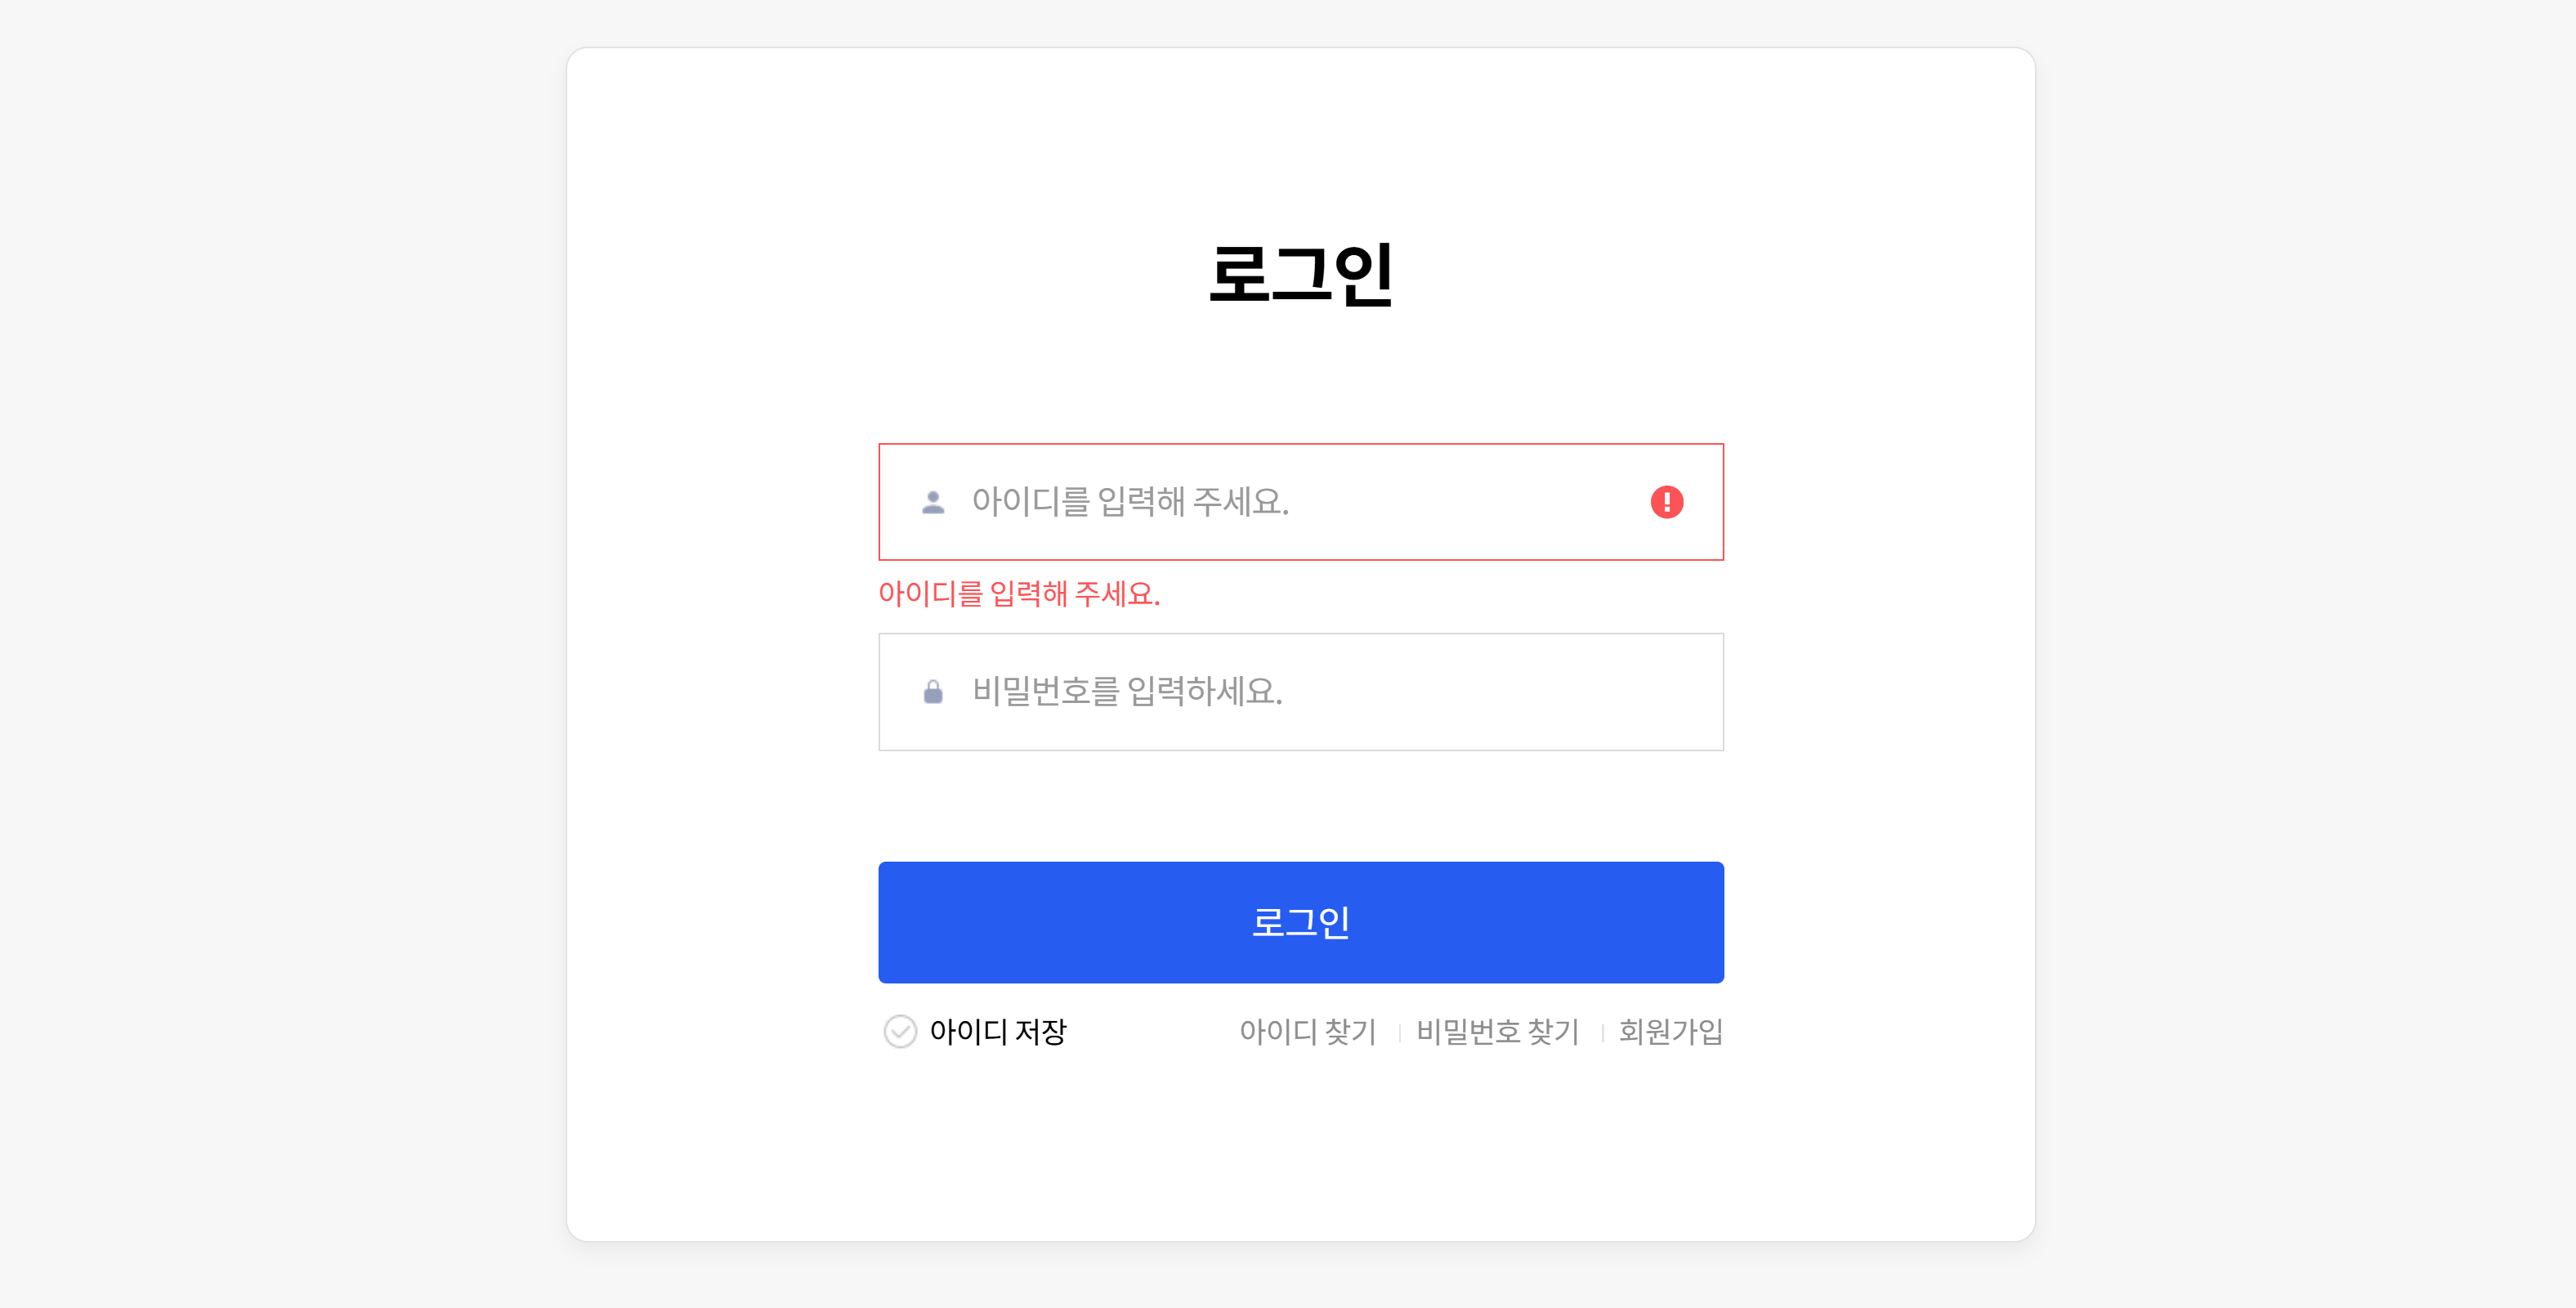 로그인
아이디를 입력해 주세요.
아이디를 입력해 주세요.
비밀번호를 입력하세요.
로그인
아이디 저장 아이디 찾기 비밀번호 찾기 회원가입